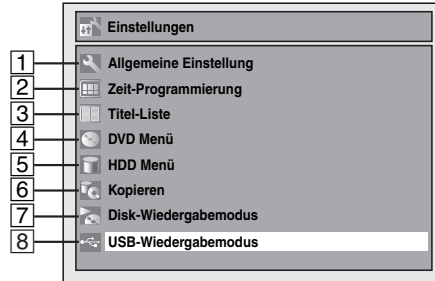 Einstellungen
1 Allgemeine Einstellung
2 Zeit-Programmierung
3 Titel-Liste
4 DVD Menü
5 HDD Menü
6 Kopieren
7 Disk-Wiedergabemodus
8 USB-Wiedergabemodus